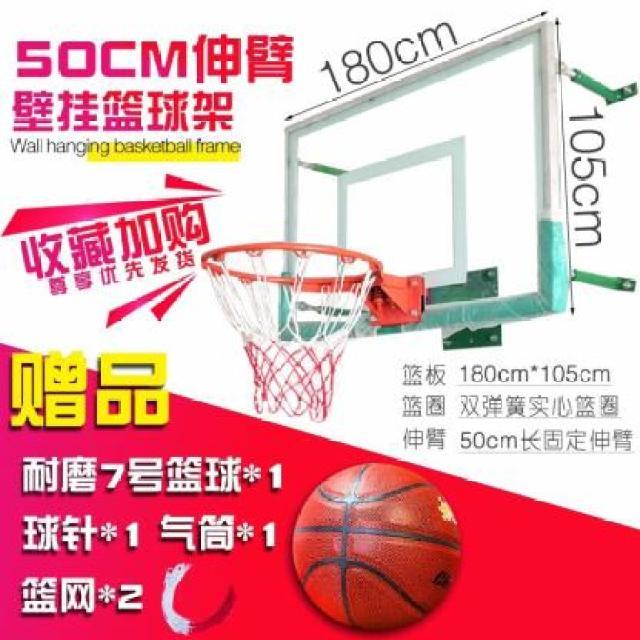 50CM伸臂
壁挂篮球架
Wall hanging basketball frame
180cm
105cm
收藏加购
尊享优先发货
篮板 180cm*105cm
篮圈 双弹簧实心篮圈
伸臂 50cm长固定伸臂
赠品
耐磨7号篮球*1
球针*1 气筒*1
篮网*2